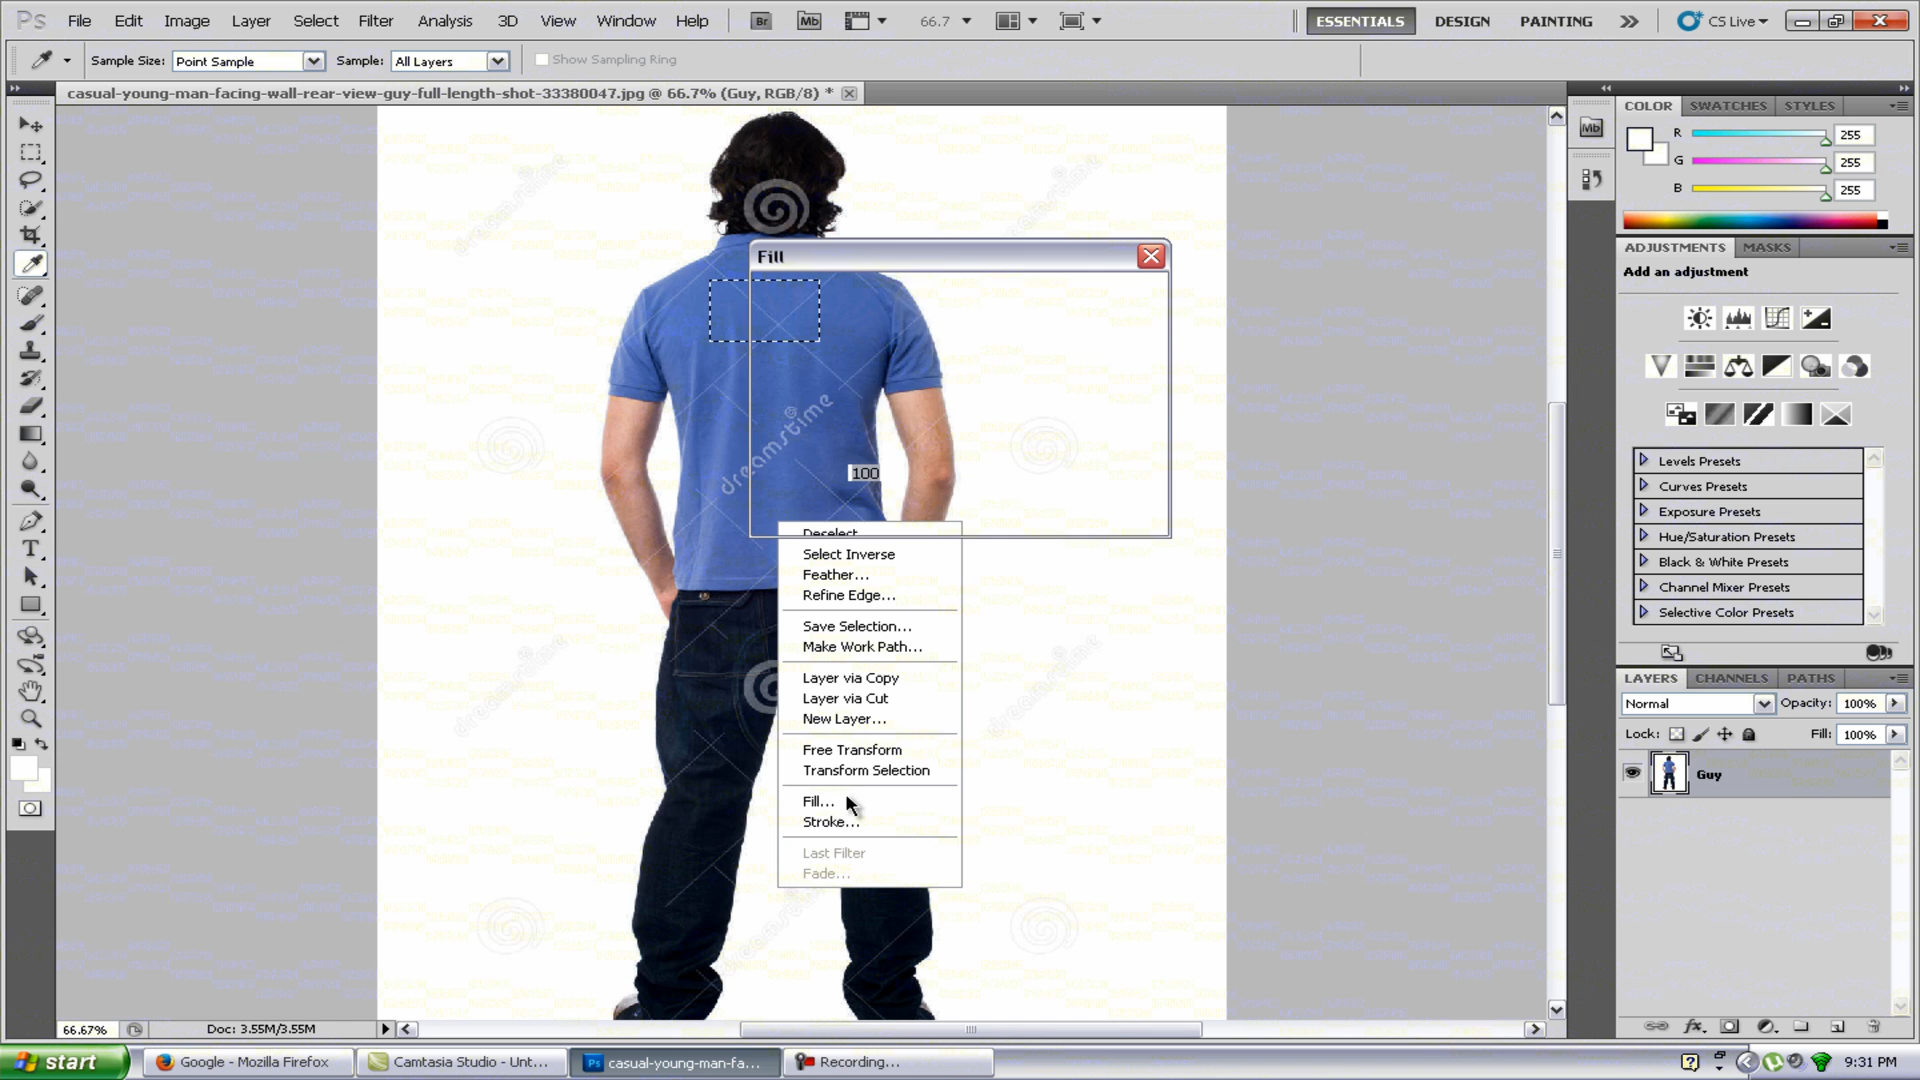 Ps File Edit Image Layer Select Filter Analysis 3D View Window Help Br Mb 66.7 ESSENTIALS DESIGN PAINTING CS Live
Sample Size: Point Sample Sample: All Layers Show Sampling Ring
casual-young-man-facing-wall-rear-view-guy-full-length-shot-33380047.jpg @ 66.7% (Guy, RGB/8) *
COLOR SWATCHES STYLES
Mb
R 255
G 255
B 255
ADJUSTMENTS MASKS
Add an adjustment
Levels Presets
Curves Presets
Exposure Presets
Hue/Saturation Presets
Black & White Presets
Channel Mixer Presets
Selective Color Presets
LAYERS CHANNELS PATHS
Normal Opacity: 100%
Lock: Fill: 100%
Guy
Fill
dreamstime
dreamstime
dreamstime
100
Deselect
Select Inverse
Feather...
Refine Edge...
Save Selection...
Make Work Path...
Layer via Copy
Layer via Cut
New Layer...
Free Transform
Transform Selection
Fill...
Stroke...
Last Filter
Fade...
dreamstime
dreamstime
66.67% Doc: 3.55M/3.55M
start Google - Mozilla Firefox Camtasia Studio - Unt... Ps casual-young-man-fa... Recording... 9:31 PM